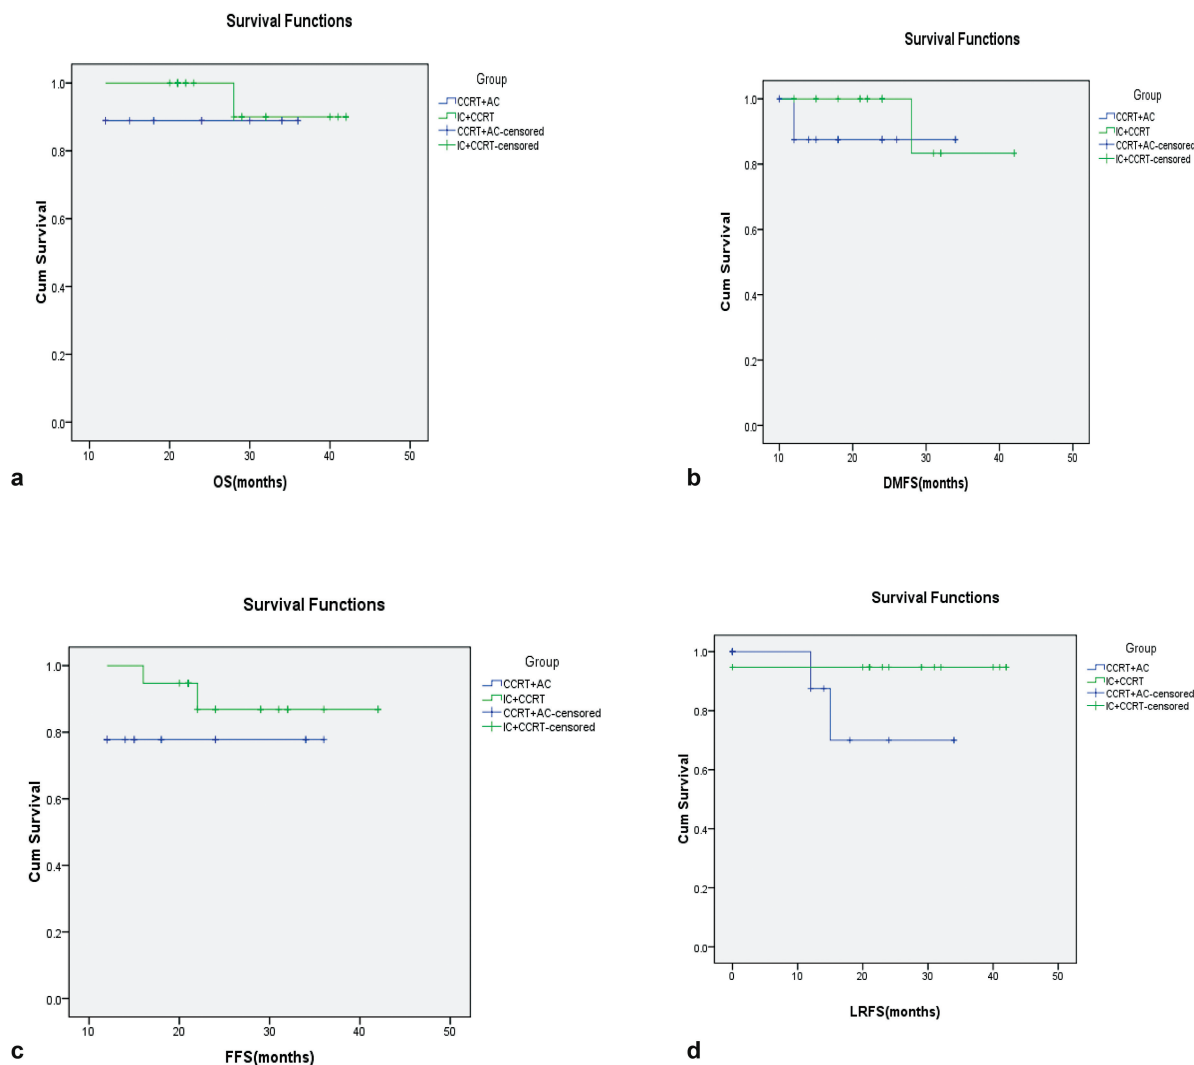 a
Survival Functions
Cum Survival
1.0
0.8
0.6
0.4
0.2
0.0
10 20 30 40 50
OS(months)
Group
CCRT+AC
IC+CCRT
CCRT+AC-censored
IC+CCRT-censored
b
Survival Functions
Cum Survival
1.0
0.8
0.6
0.4
0.2
0.0
10 20 30 40 50
DMFS(months)
Group
CCRT+AC
IC+CCRT
CCRT+AC-censored
IC+CCRT-censored
c
Survival Functions
Cum Survival
1.0
0.8
0.6
0.4
0.2
0.0
10 20 30 40 50
FFS(months)
Group
CCRT+AC
IC+CCRT
CCRT+AC-censored
IC+CCRT-censored
d
Survival Functions
Cum Survival
1.0
0.8
0.6
0.4
0.2
0.0
0 10 20 30 40 50
LRFS(months)
Group
CCRT+AC
IC+CCRT
CCRT+AC-censored
IC+CCRT-censored